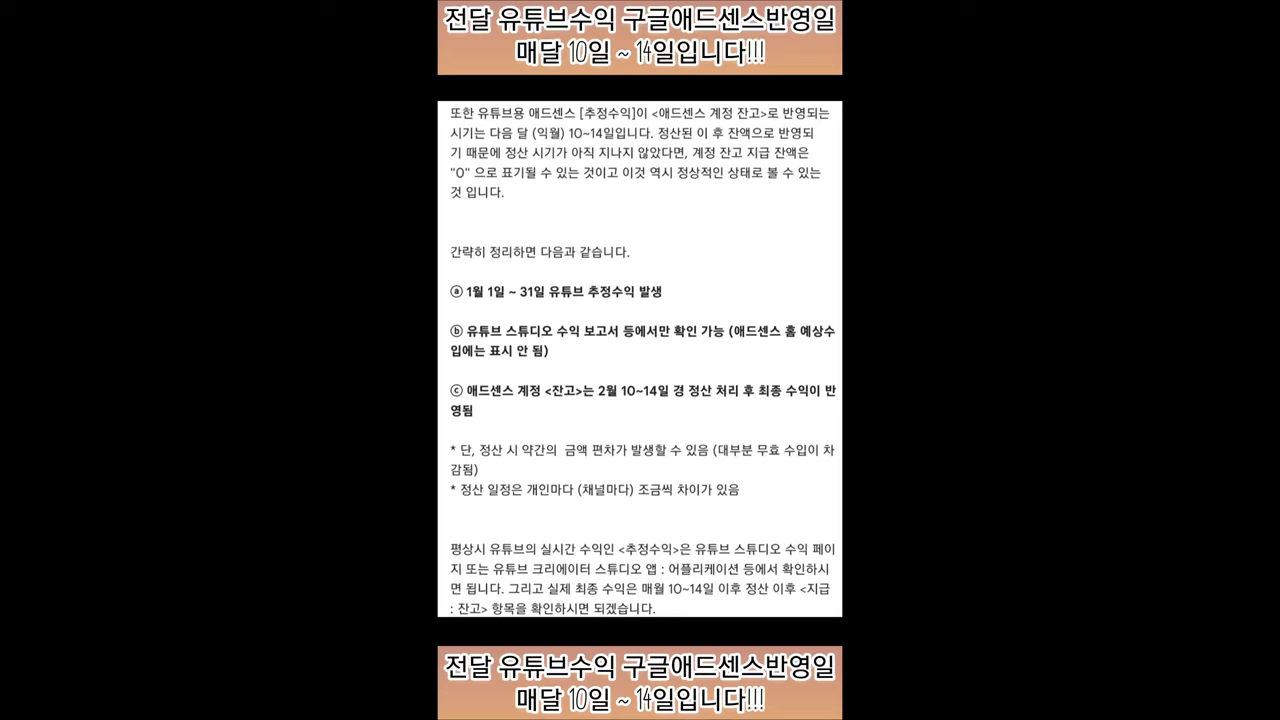 전달 유튜브수익 구글애드센스반영일
매달 10일 ~ 14일입니다!!!
또한 유튜브용 애드센스 [추정수익]이 <애드센스 계정 잔고>로 반영되는
시기는 다음 달 (익월) 10~14일입니다. 정산된 이 후 잔액으로 반영되
기 때문에 정산 시기가 아직 지나지 않았다면, 계정 잔고 지급 잔액은
"0" 으로 표기될 수 있는 것이고 이것 역시 정상적인 상태로 볼 수 있는
것 입니다.
간략히 정리하면 다음과 같습니다.
ⓐ 1월 1일 ~ 31일 유튜브 추정수익 발생
ⓑ 유튜브 스튜디오 수익 보고서 등에서만 확인 가능 (애드센스 홈 예상수
입에는 표시 안 됨)
ⓒ 애드센스 계정 <잔고>는 2월 10~14일 경 정산 처리 후 최종 수익이 반
영됨
* 단, 정산 시 약간의 금액 편차가 발생할 수 있음 (대부분 무효 수입이 차
감됨)
* 정산 일정은 개인마다 (채널마다) 조금씩 차이가 있음
평상시 유튜브의 실시간 수익인 <추정수익>은 유튜브 스튜디오 수익 페이
지 또는 유튜브 크리에이터 스튜디오 앱 : 어플리케이션 등에서 확인하시
면 됩니다. 그리고 실제 최종 수익은 매월 10~14일 이후 정산 이후 <지급
: 잔고> 항목을 확인하시면 되겠습니다.
전달 유튜브수익 구글애드센스반영일
매달 10일 ~ 14일입니다!!!